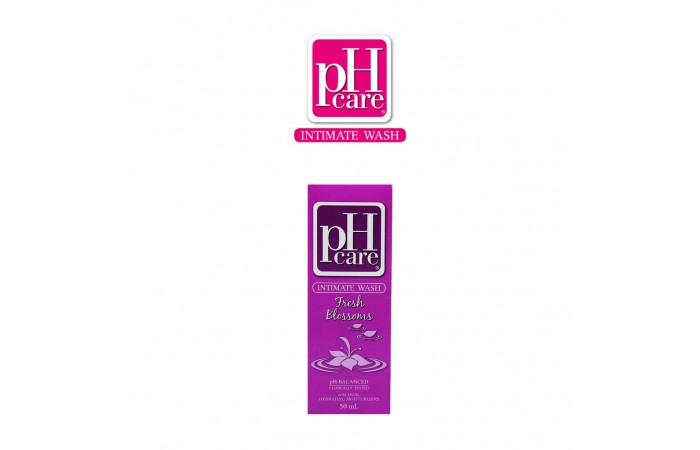 pH
care
®
INTIMATE WASH
pH
care
®
INTIMATE WASH
Fresh
Blossoms
pH-BALANCED
CLINICALLY TESTED
HYDRATING MOISTURIZERS
50 mL